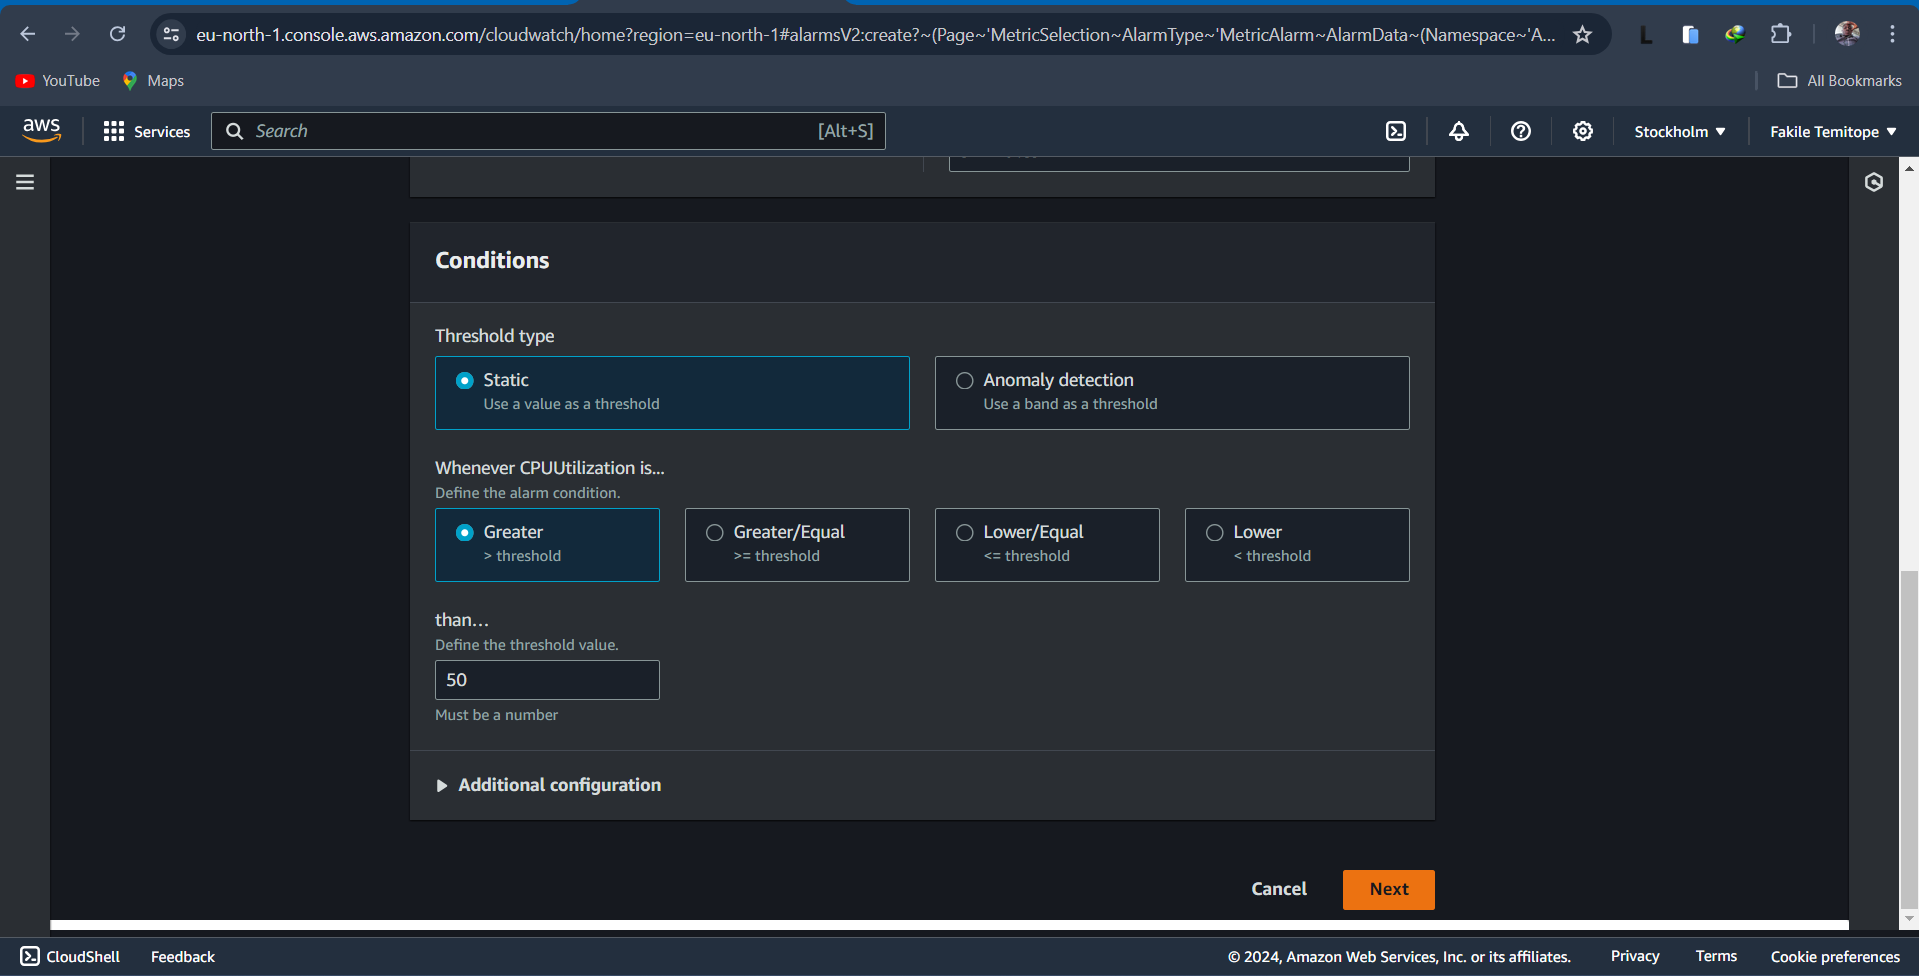 eu-north-1.console.aws.amazon.com/cloudwatch/home?region=eu-north-1#alarmsV2:create?~(Page~'MetricSelection~AlarmType~'MetricAlarm~AlarmData~(Namespace~'A...
YouTube Maps All Bookmarks
aws Services Search [Alt+S] Stockholm Fakile Temitope
Conditions
Threshold type
Static
Use a value as a threshold
Anomaly detection
Use a band as a threshold
Whenever CPUUtilization is...
Define the alarm condition.
Greater
> threshold
Greater/Equal
>= threshold
Lower/Equal
<= threshold
Lower
< threshold
than...
Define the threshold value.
50
Must be a number
Additional configuration
Cancel Next
CloudShell Feedback © 2024, Amazon Web Services, Inc. or its affiliates. Privacy Terms Cookie preferences